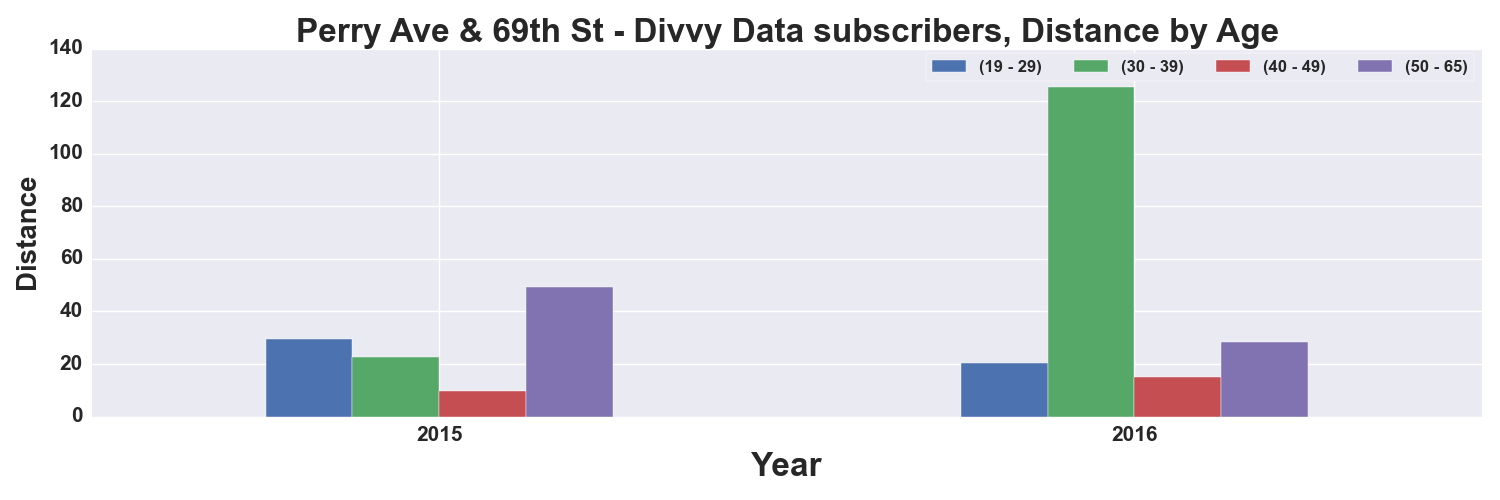 Perry Ave & 69th St - Divvy Data subscribers, Distance by Age
(19 - 29) (30 - 39) (40 - 49) (50 - 65)
140
120
100
80
60
40
20
0
Distance
2015 2016
Year